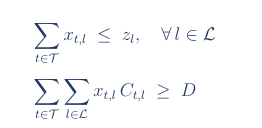 ∑_{t∈𝒯} x_{t,l} ≤ z_l, ∀ l ∈ ℒ
∑_{t∈𝒯} ∑_{l∈ℒ} x_{t,l} C_{t,l} ≥ D